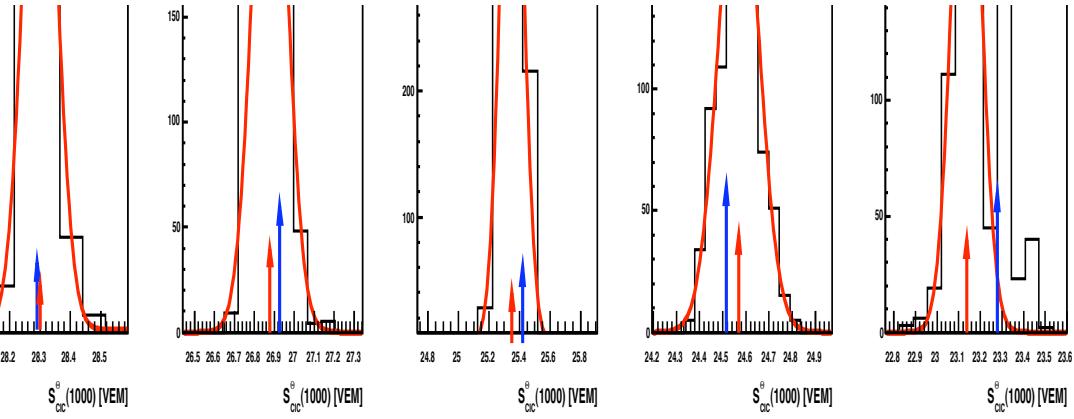 150 200 100 100
100
100 50 50
50
0 0 0
28.2 28.3 28.4 28.5 26.5 26.6 26.7 26.8 26.9 27 27.1 27.2 27.3 24.8 25 25.2 25.4 25.6 25.8 24.2 24.3 24.4 24.5 24.6 24.7 24.8 24.9 22.8 22.9 23 23.1 23.2 23.3 23.4 23.5 23.6
S^θ_CIC(1000) [VEM] S^θ_CIC(1000) [VEM] S^θ_CIC(1000) [VEM] S^θ_CIC(1000) [VEM] S^θ_CIC(1000) [VEM]